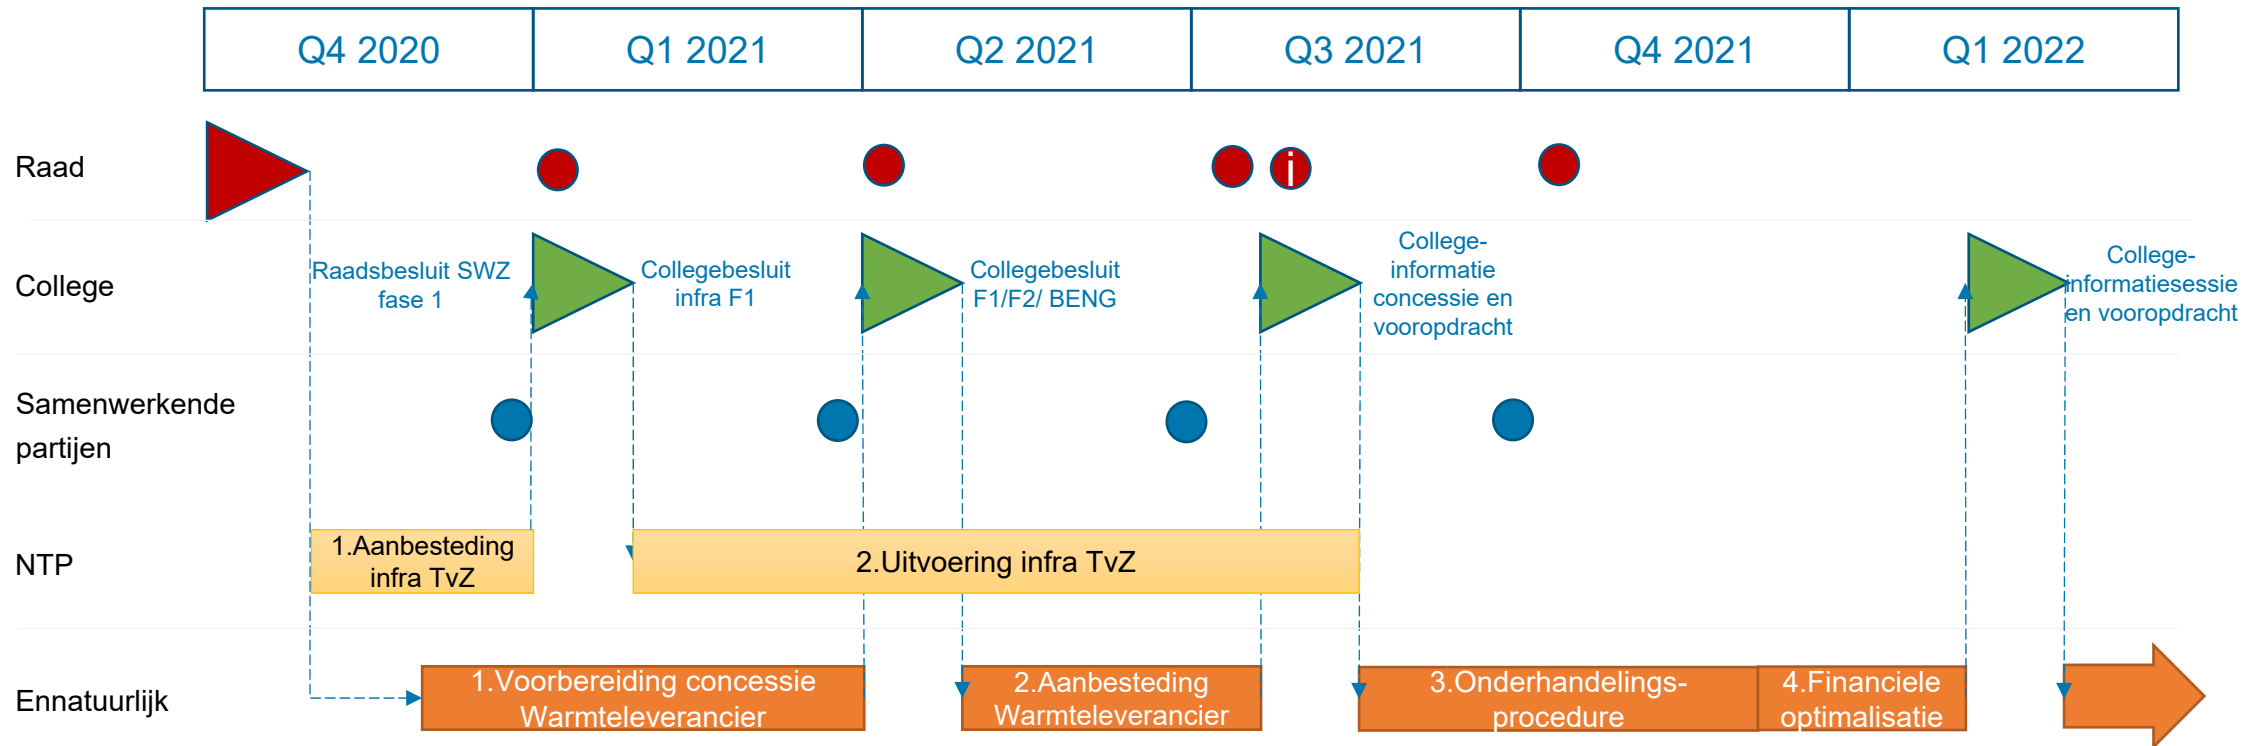 Q4 2020
Q1 2021
Q2 2021
Q3 2021
Q4 2021
Q1 2022
Raad
i
College
Raadsbesluit SWZ
fase 1
Collegebesluit
infra F1
Collegebesluit
F1/F2/ BENG
College-
informatie
concessie en
vooropdracht
College-
informatiesessie
en vooropdracht
Samenwerkende
partijen
NTP
1.Aanbesteding
infra TvZ
2.Uitvoering infra TvZ
Ennatuurlijk
1.Voorbereiding concessie
Warmteleverancier
2.Aanbesteding
Warmteleverancier
3.Onderhandelings-
procedure
4.Financiele
optimalisatie